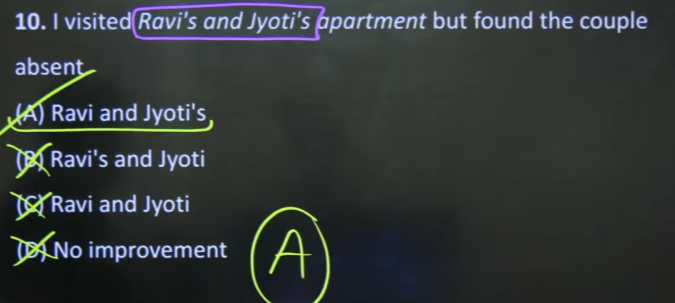 10. I visited Ravi's and Jyoti's apartment but found the couple
absent
(A) Ravi and Jyoti's
(B) Ravi's and Jyoti
(C) Ravi and Jyoti
(D) No improvement
A